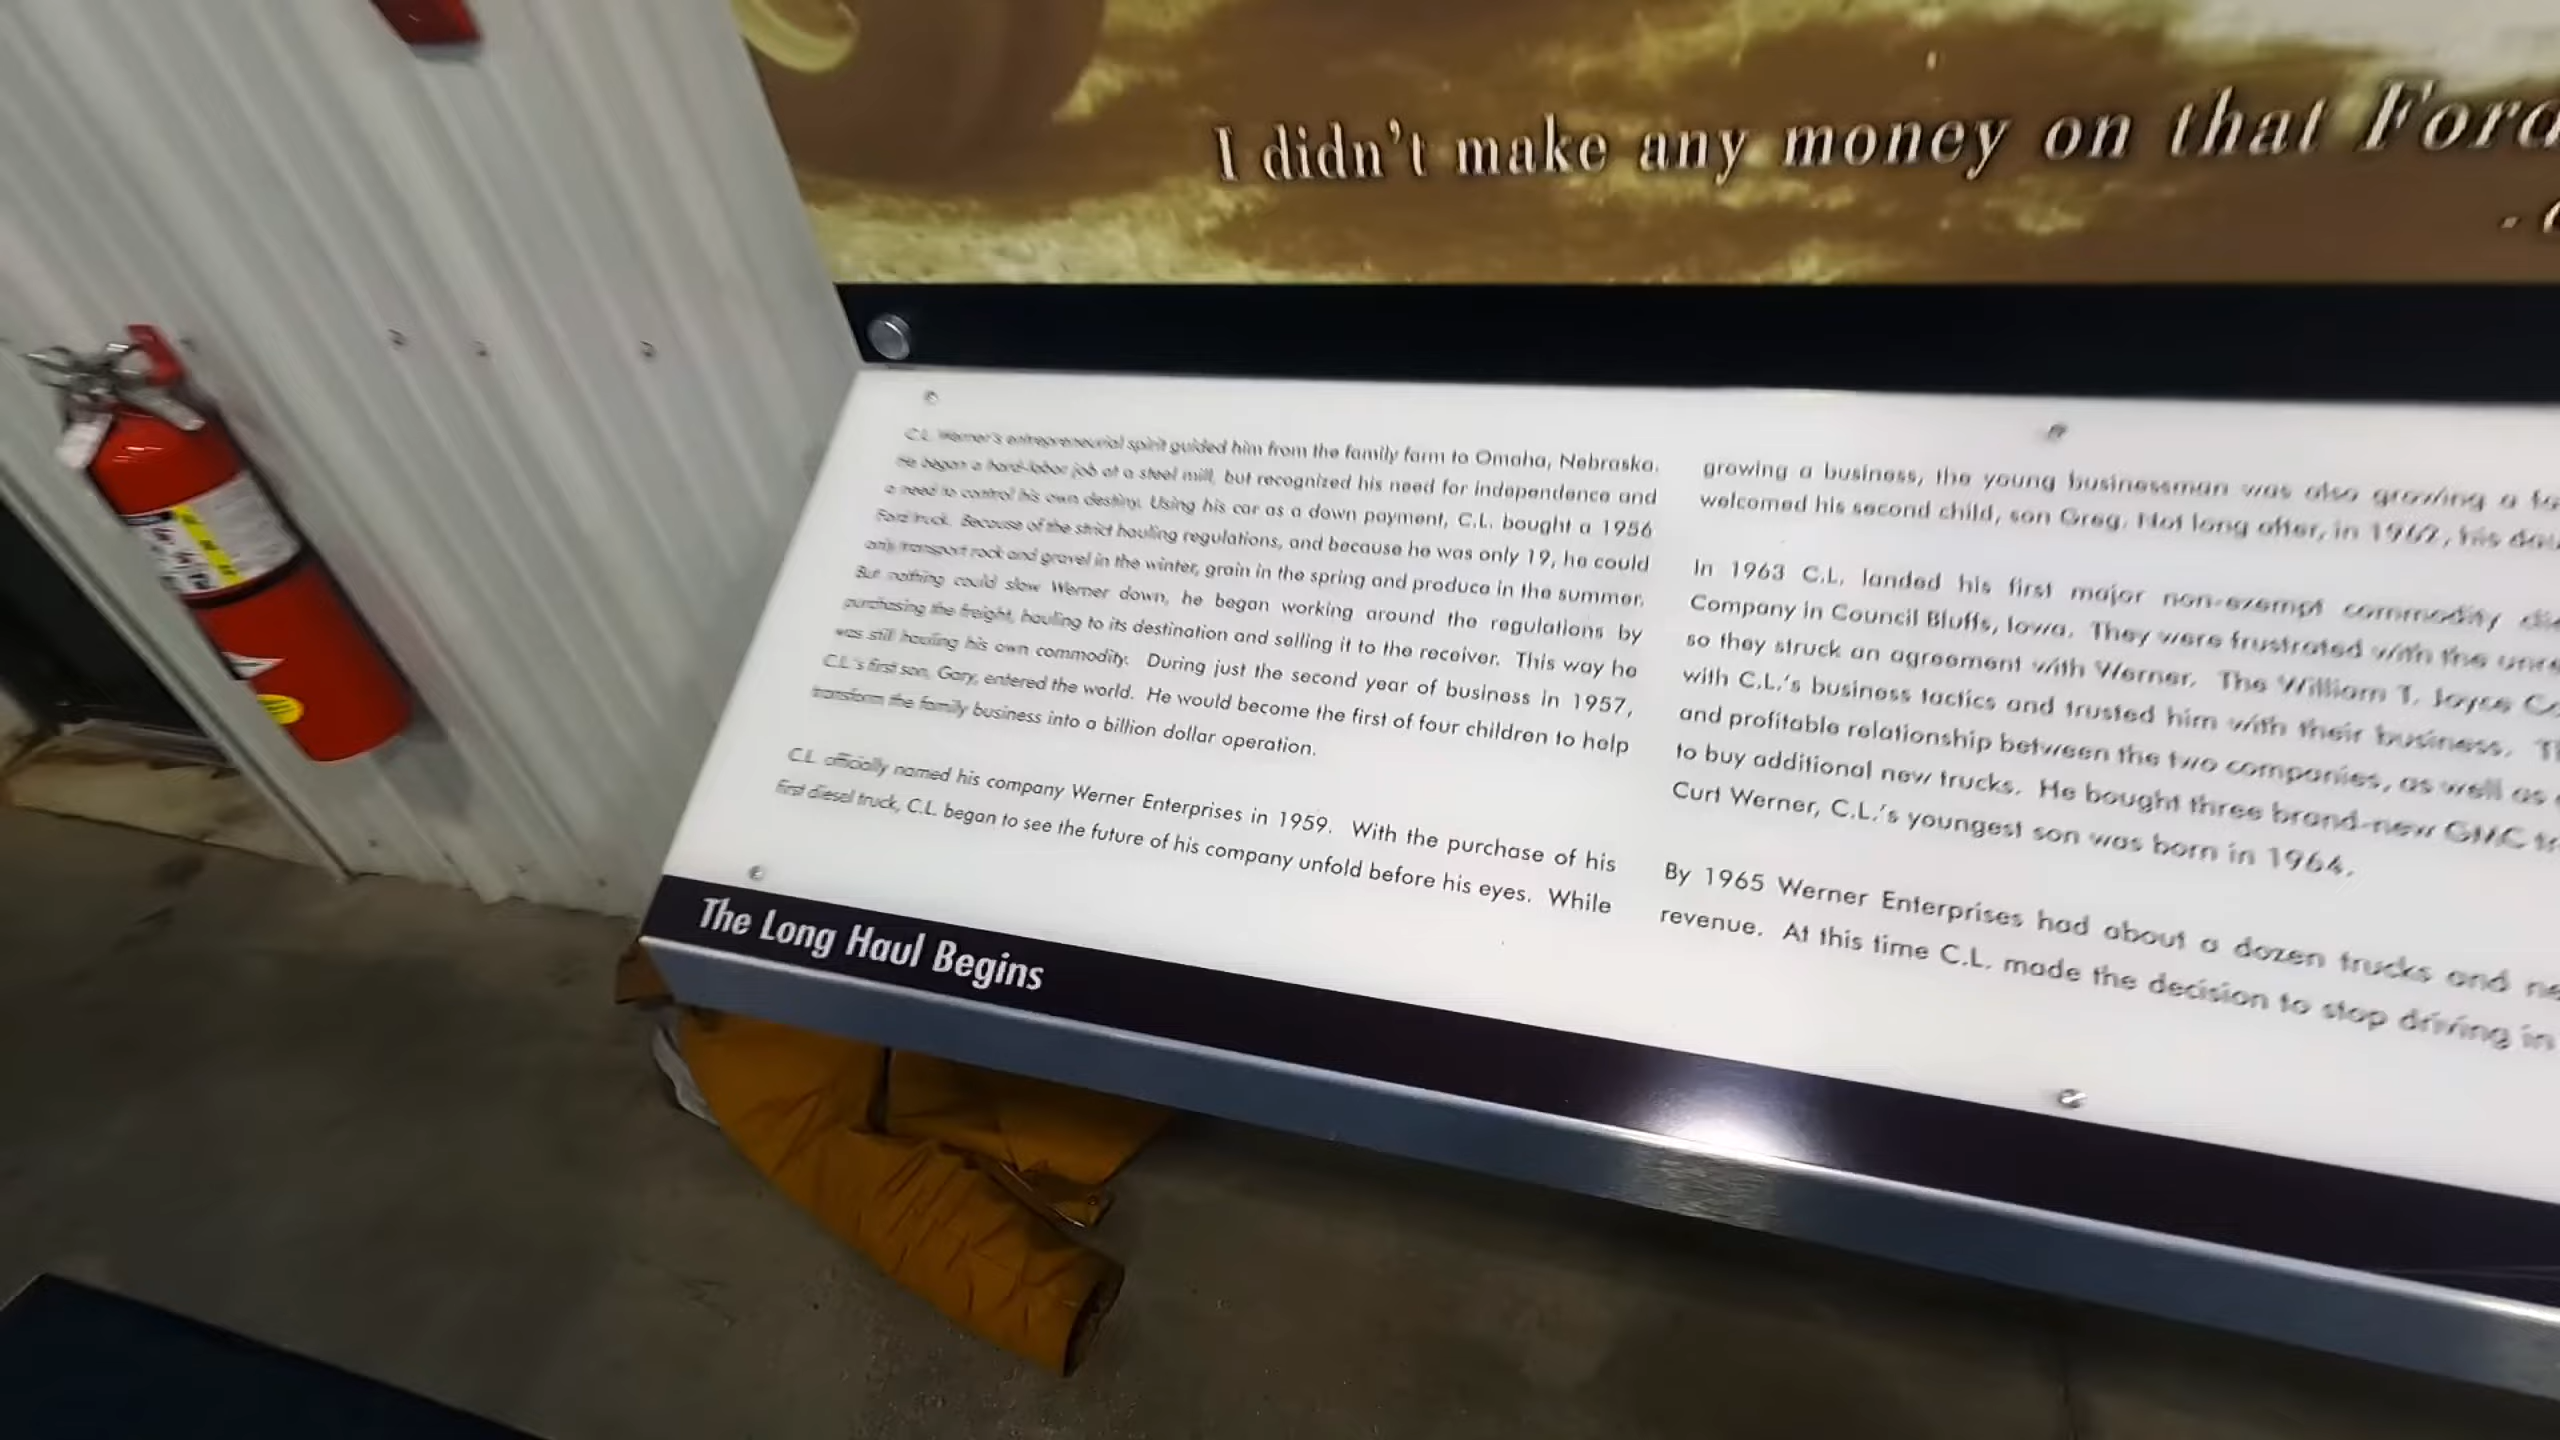 I didn't make any money on that Ford
C.L. Werner's entrepreneurial spirit guided him from the family farm to Omaha, Nebraska.
He began a hard-labor job at a steel mill, but recognized his need for independence and
a need to control his own destiny. Using his car as a down payment, C.L. bought a 1956
Ford truck. Because of the strict hauling regulations, and because he was only 19, he could
only transport rock and gravel in the winter, grain in the spring and produce in the summer.
But nothing could slow Werner down, he began working around the regulations by
purchasing the freight, hauling to its destination and selling it to the receiver. This way he
was still hauling his own commodity. During just the second year of business in 1957,
C.L.'s first son, Gary, entered the world. He would become the first of four children to help
transform the family business into a billion dollar operation.
C.L. officially named his company Werner Enterprises in 1959. With the purchase of his
first diesel truck, C.L. began to see the future of his company unfold before his eyes. While
growing a business, the young businessman was also growing a
welcomed his second child, son Greg. Not long after, in 1962, his
In 1963 C.L. landed his first major non-exempt commodity
Company in Council Bluffs, Iowa. They were frustrated with the
so they struck an agreement with Werner. The William T. Joyce
with C.L.'s business tactics and trusted him with their business.
and profitable relationship between the two companies, as well as
to buy additional new trucks. He bought three brand-new GMC
Curt Werner, C.L.'s youngest son was born in 1964.
By 1965 Werner Enterprises had about a dozen trucks and
revenue. At this time C.L. made the decision to stop driving in
The Long Haul Begins